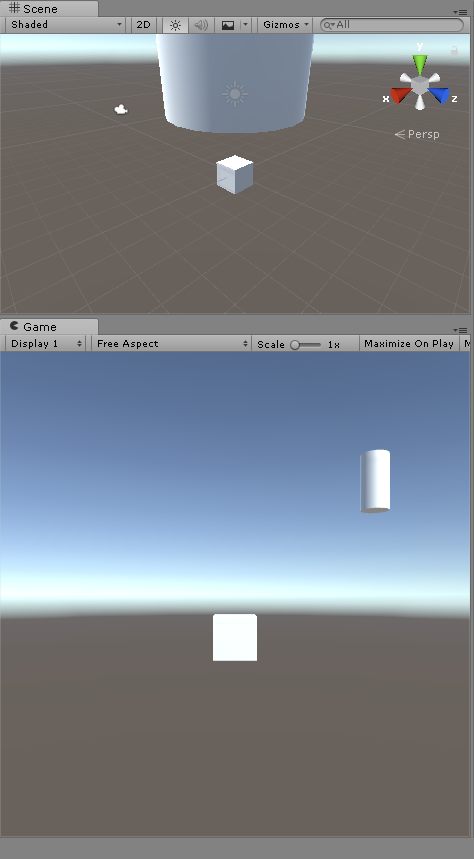 Scene
Shaded 2D Gizmos All
y
x z
Persp
Game
Display 1 Free Aspect Scale 1x Maximize On Play M